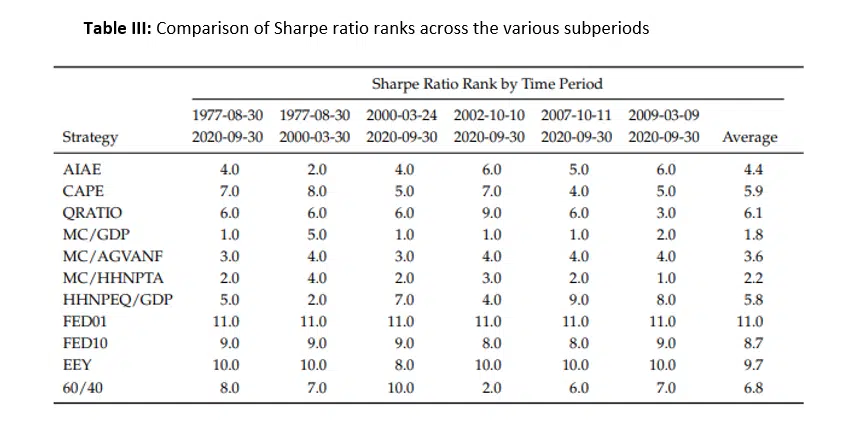 Table III: Comparison of Sharpe ratio ranks across the various subperiods
Sharpe Ratio Rank by Time Period
1977-08-30 1977-08-30 2000-03-24 2002-10-10 2007-10-11 2009-03-09
Strategy 2020-09-30 2000-03-30 2020-09-30 2020-09-30 2020-09-30 2020-09-30 Average
AIAE 4.0 2.0 4.0 6.0 5.0 6.0 4.4
CAPE 7.0 8.0 5.0 7.0 4.0 5.0 5.9
QRATIO 6.0 6.0 6.0 9.0 6.0 3.0 6.1
MC/GDP 1.0 5.0 1.0 1.0 1.0 2.0 1.8
MC/AGVANF 3.0 4.0 3.0 4.0 4.0 4.0 3.6
MC/HHNPTA 2.0 4.0 2.0 3.0 2.0 1.0 2.2
HHNPEQ/GDP 5.0 2.0 7.0 4.0 9.0 8.0 5.8
FED01 11.0 11.0 11.0 11.0 11.0 11.0 11.0
FED10 9.0 9.0 9.0 8.0 8.0 9.0 8.7
EEY 10.0 10.0 8.0 10.0 10.0 10.0 9.7
60/40 8.0 7.0 10.0 2.0 6.0 7.0 6.8